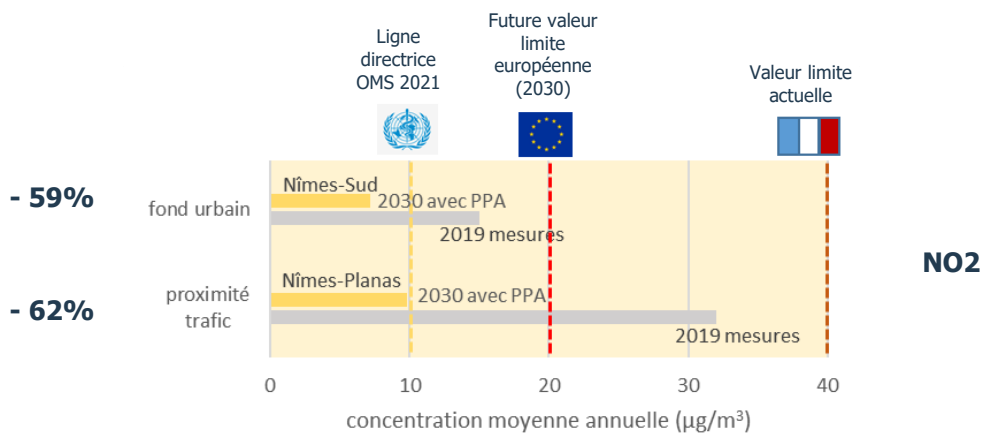 Ligne
directrice
OMS 2021
Future valeur
limite
européenne
(2030)
Valeur limite
actuelle
- 59%
fond urbain
Nîmes-Sud
2030 avec PPA
2019 mesures
- 62%
proximité
trafic
Nîmes-Planas
2030 avec PPA
2019 mesures
NO2
0 10 20 30 40
concentration moyenne annuelle (µg/m³)